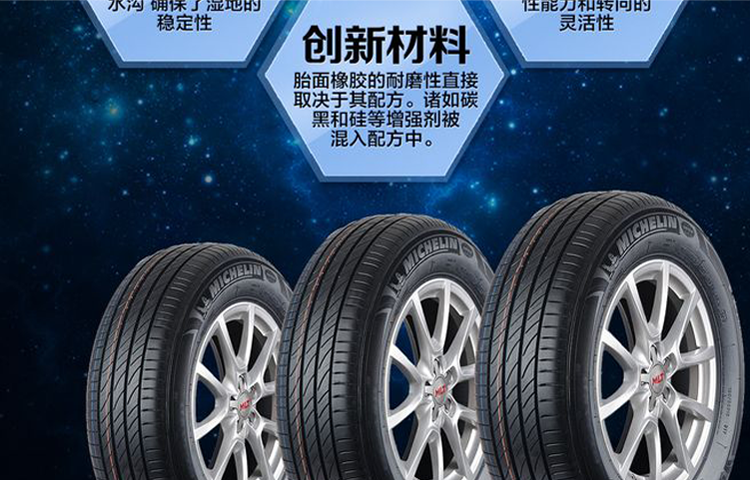 水沟 确保了湿地的
稳定性
性能力和转向的
灵活性
创新材料
胎面橡胶的耐磨性直接
取决于其配方。诸如碳
黑和硅等增强剂被
混入配方中。
MICHELIN
MICHELIN
MICHELIN
MLT
MLT
MLT